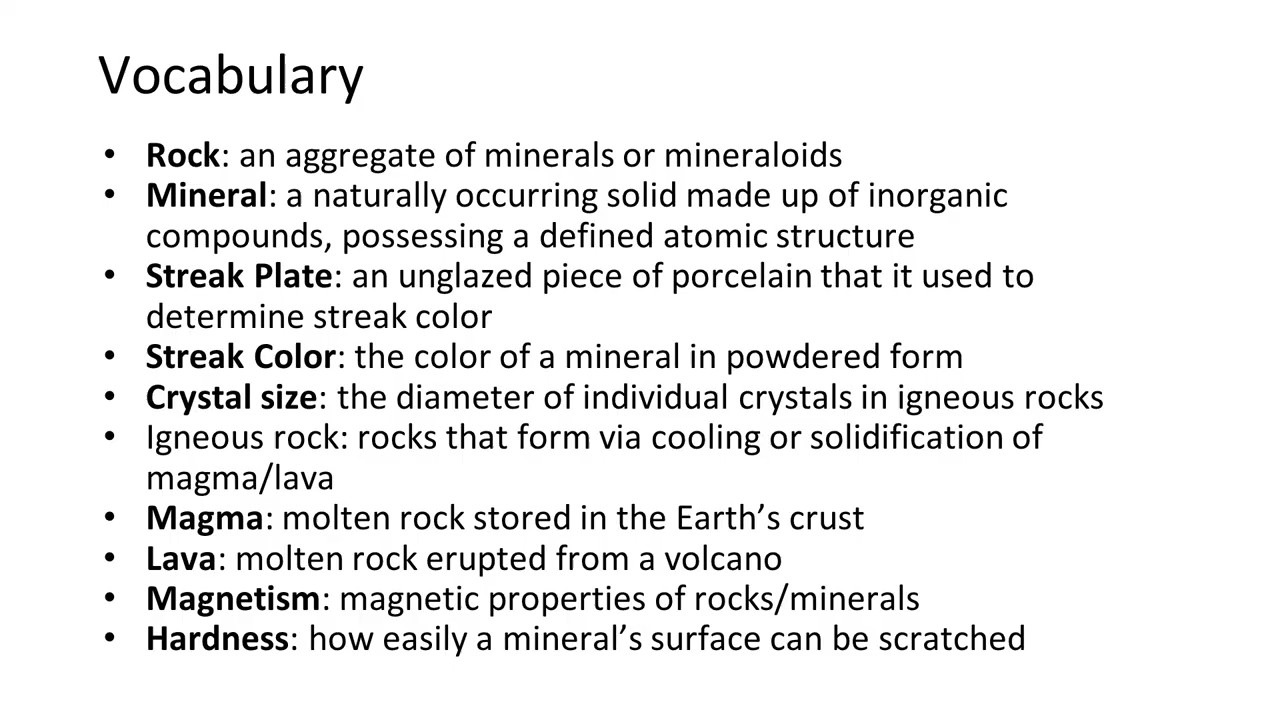 Vocabulary
• Rock: an aggregate of minerals or mineraloids
• Mineral: a naturally occurring solid made up of inorganic
compounds, possessing a defined atomic structure
• Streak Plate: an unglazed piece of porcelain that it used to
determine streak color
• Streak Color: the color of a mineral in powdered form
• Crystal size: the diameter of individual crystals in igneous rocks
• Igneous rock: rocks that form via cooling or solidification of
magma/lava
• Magma: molten rock stored in the Earth’s crust
• Lava: molten rock erupted from a volcano
• Magnetism: magnetic properties of rocks/minerals
• Hardness: how easily a mineral’s surface can be scratched